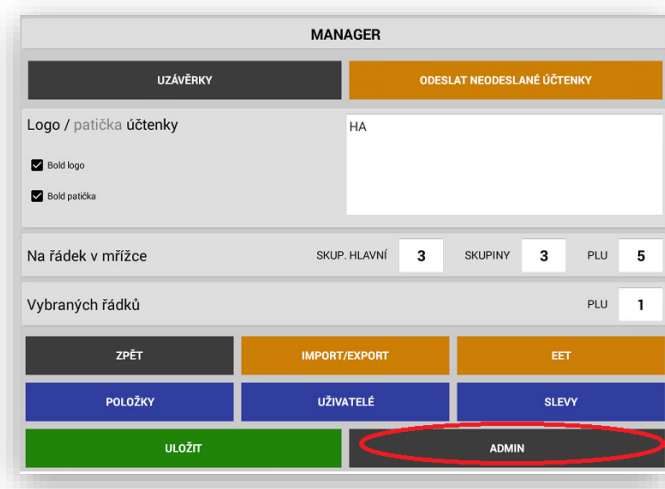 MANAGER
UZÁVĚRKY ODESLAT NEODESLANÉ ÚČTENKY
Logo / patička účtenky HA
Bold logo
Bold patička
Na řádek v mřížce SKUP. HLAVNÍ 3 SKUPINY 3 PLU 5
Vybraných řádků PLU 1
ZPĚT IMPORT/EXPORT EET
POLOŽKY UŽIVATELÉ SLEVY
ULOŽIT ADMIN